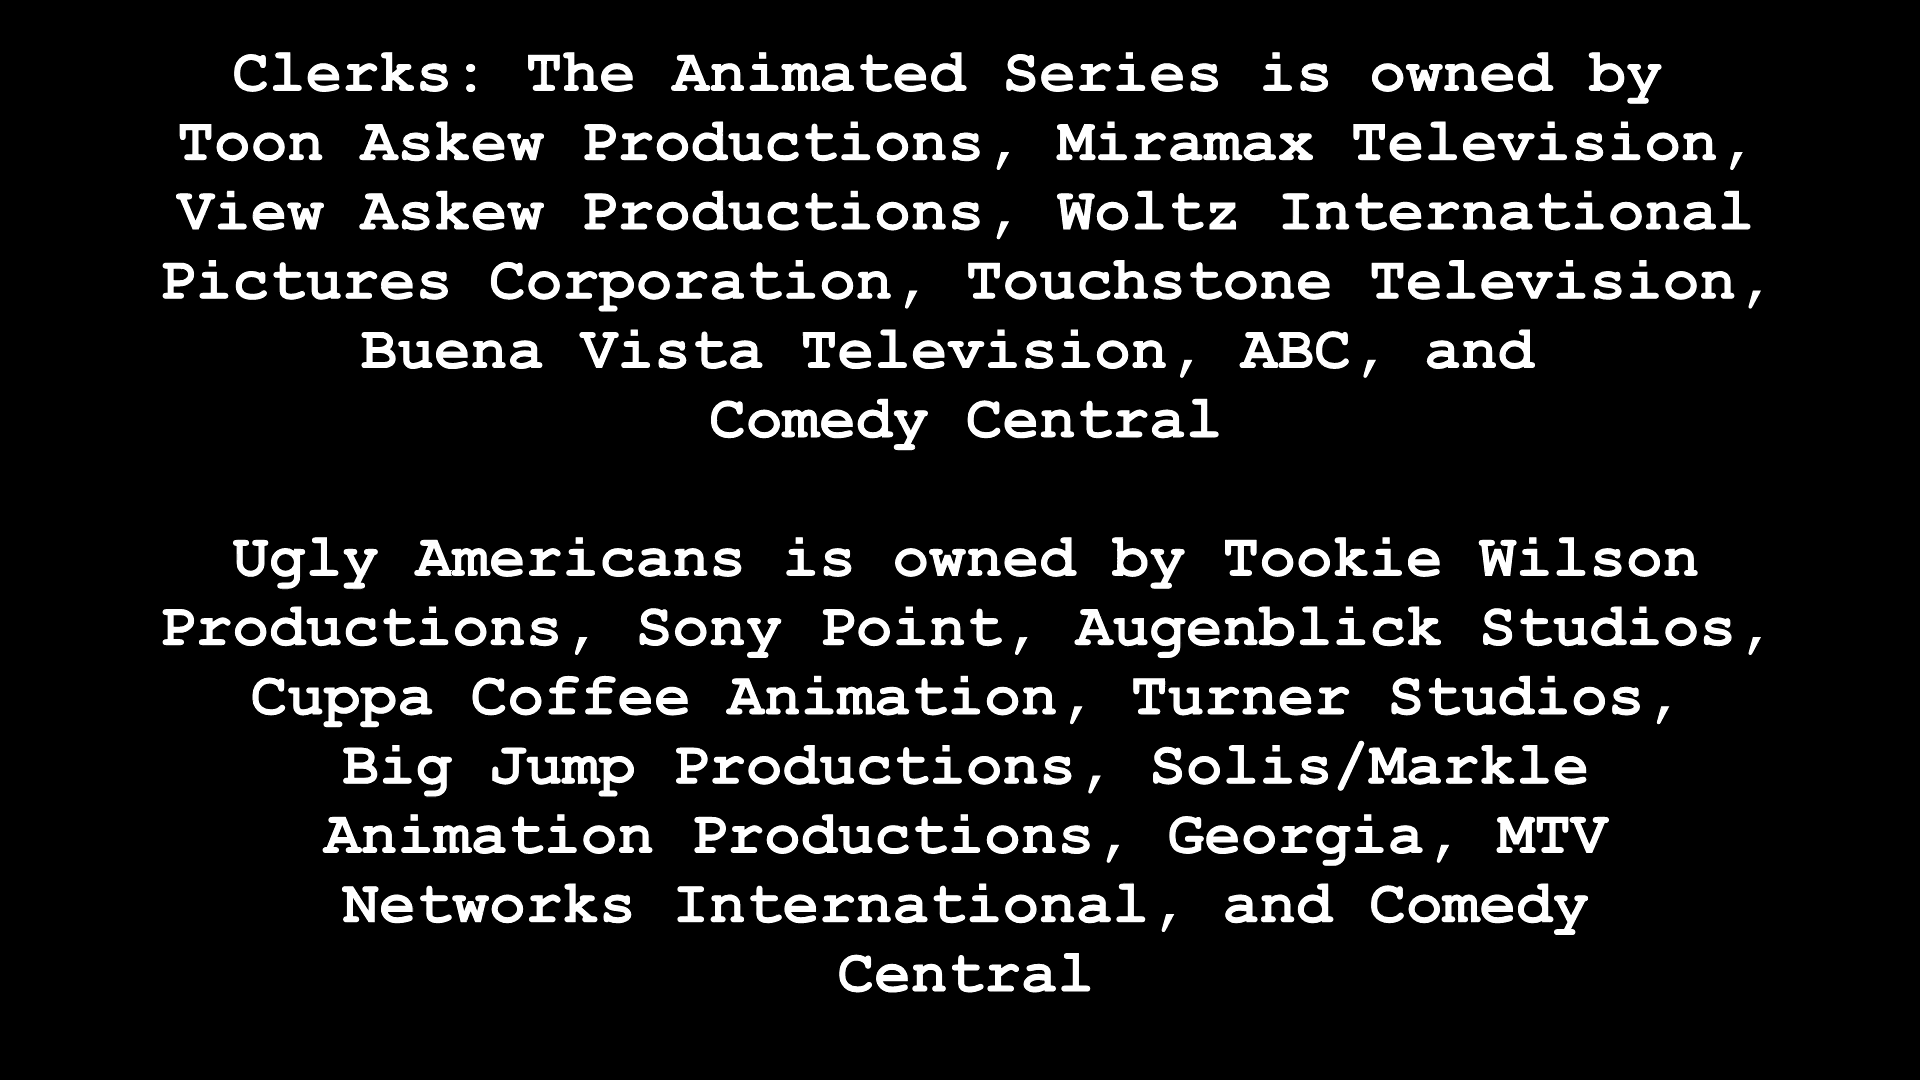 Clerks: The Animated Series is owned by
Toon Askew Productions, Miramax Television,
View Askew Productions, Woltz International
Pictures Corporation, Touchstone Television,
Buena Vista Television, ABC, and
Comedy Central
Ugly Americans is owned by Tookie Wilson
Productions, Sony Point, Augenblick Studios,
Cuppa Coffee Animation, Turner Studios,
Big Jump Productions, Solis/Markle
Animation Productions, Georgia, MTV
Networks International, and Comedy
Central